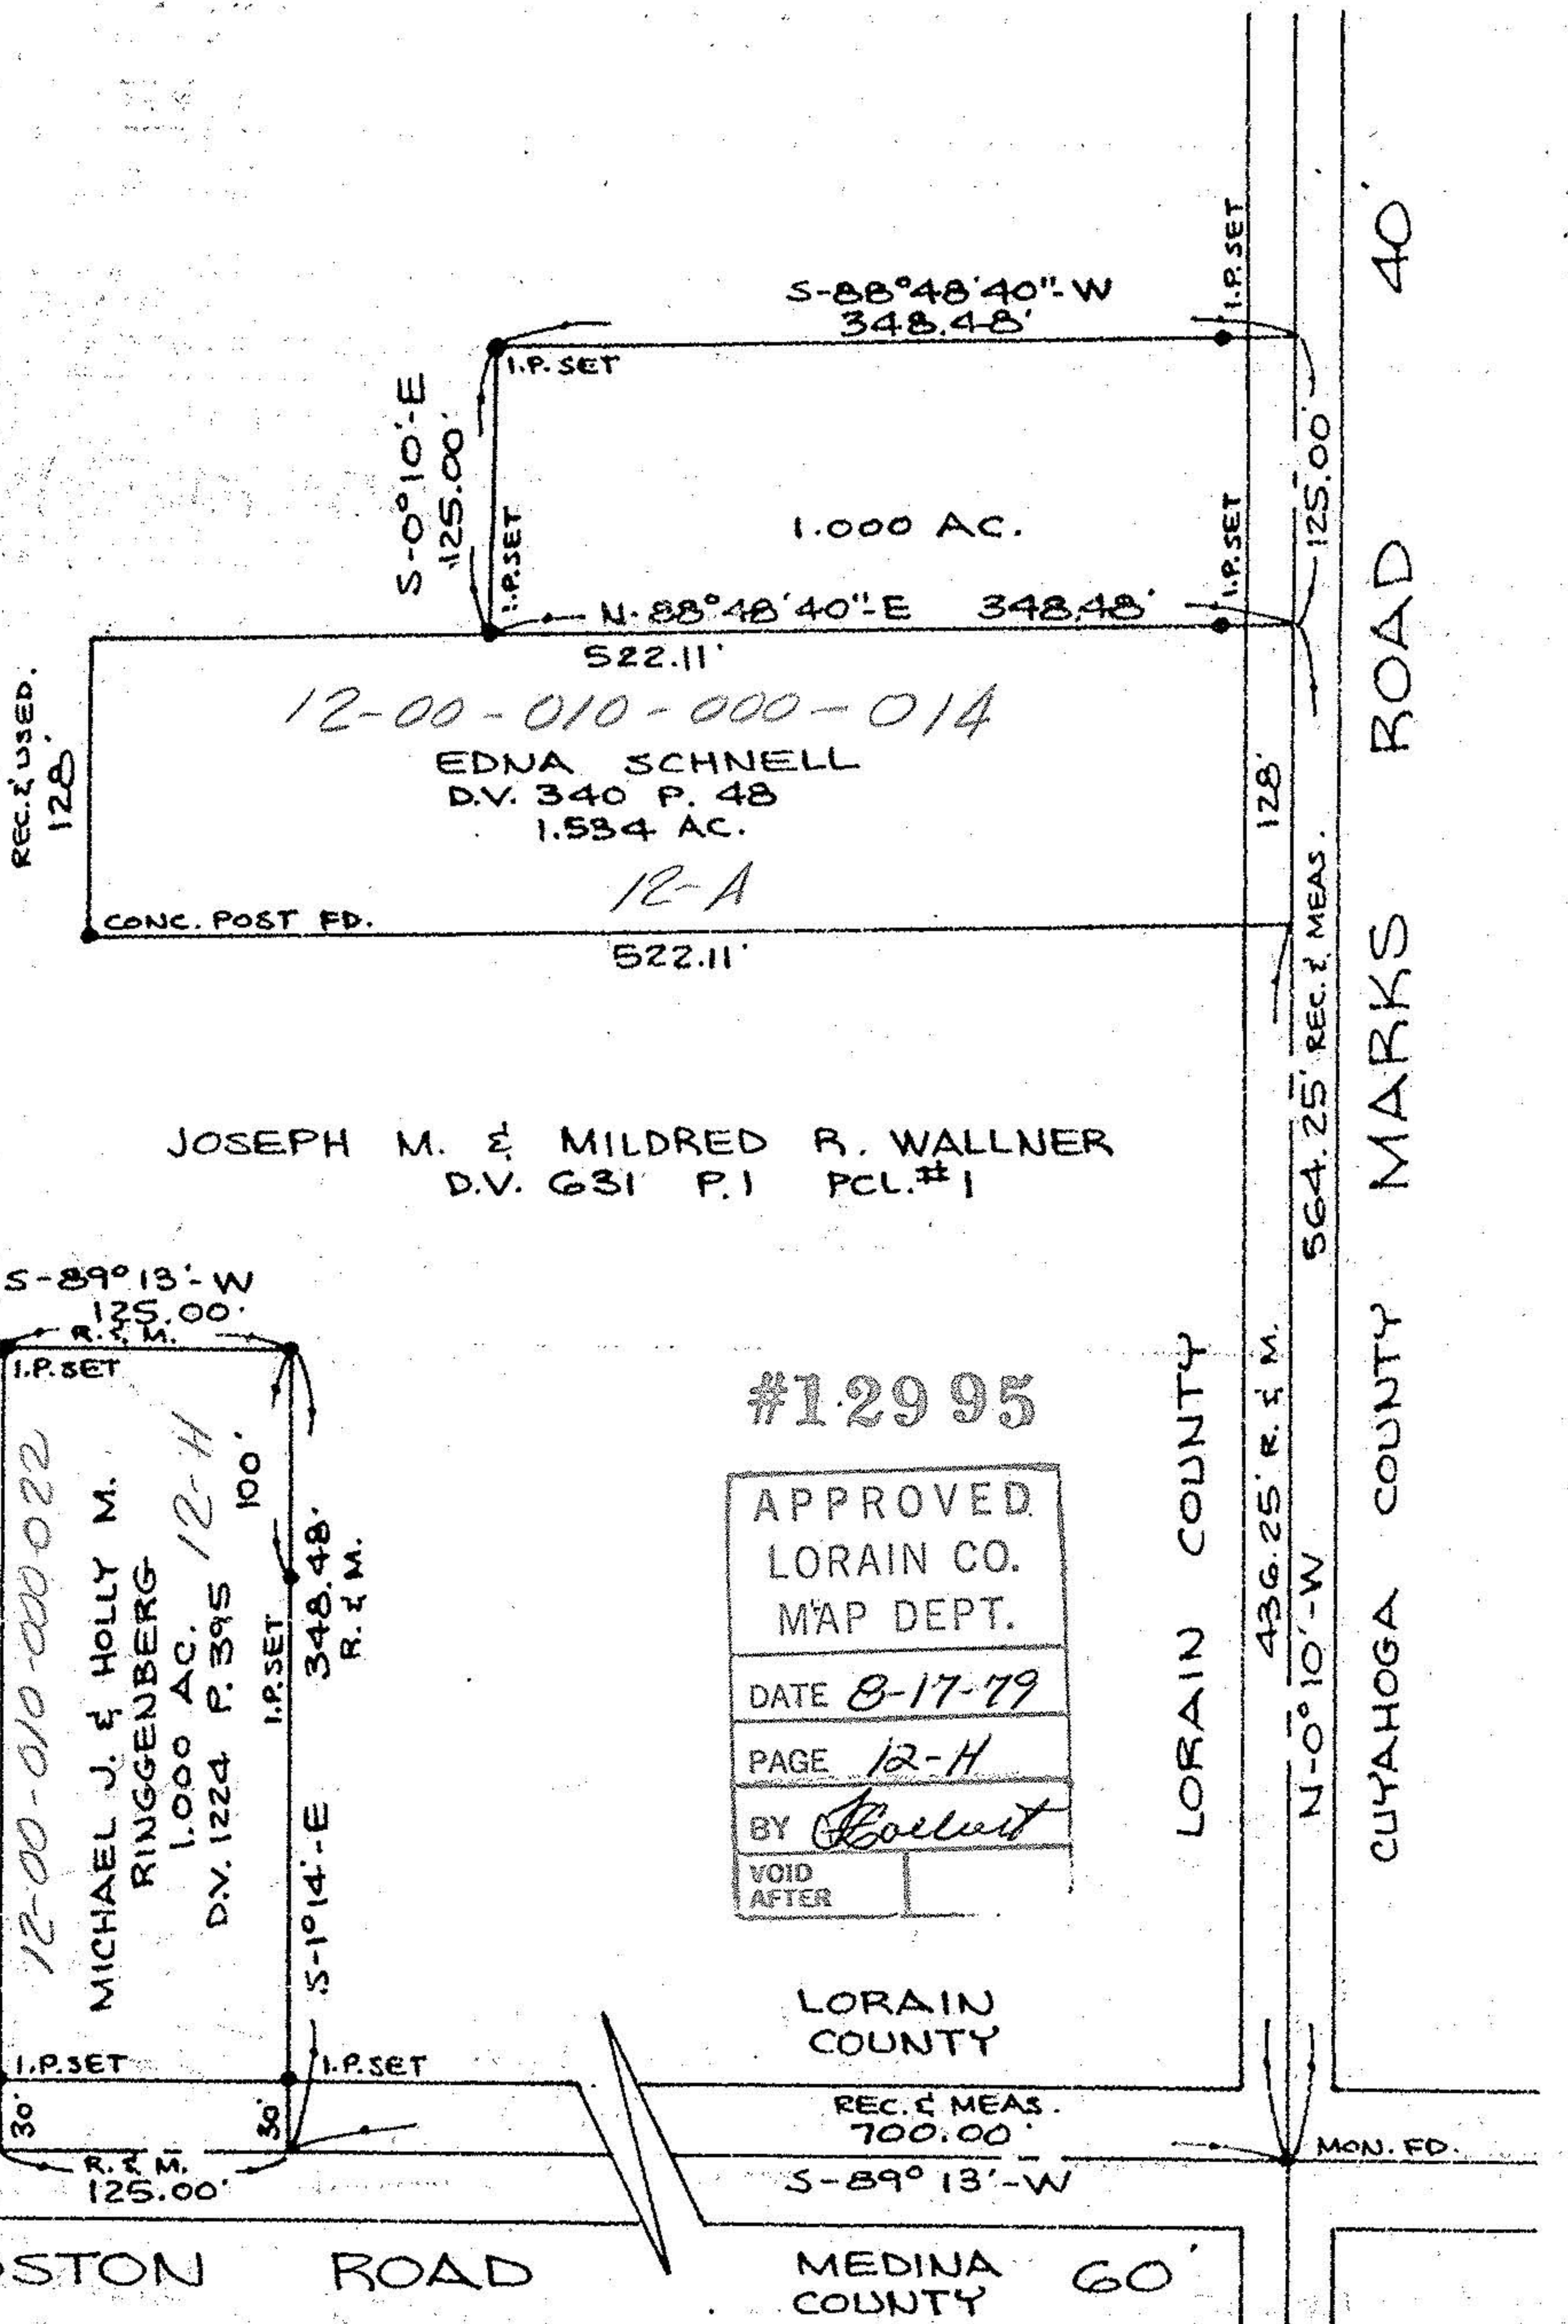 S-88°48'40"-W
348.48'
I.P. SET
I.P. SET
S-0°10'-E
125.00'
I.P. SET
1.000 AC.
I.P. SET
125.00'
N-88°48'40"-E 348.48'
522.11'
REC. & USED.
128'
12-00-010-000-014
EDNA SCHNELL
D.V. 340 P. 48
1.534 AC.
12-A
CONC. POST FD.
522.11'
128'
564.25' REC. & MEAS.
MARKS ROAD 40'
JOSEPH M. & MILDRED R. WALLNER
D.V. 631 P.1 PCL.#1
S-89°13'-W
125.00'
R. & M.
I.P. SET
12-00-010-000-022
MICHAEL J. & HOLLY M.
RINGGENBERG
1.000 AC.
D.V. 1224 P. 395 12-H
100'
I.P. SET
348.48'
R. & M.
S-1°14'-E
#12995
APPROVED
LORAIN CO.
MAP DEPT.
DATE 8-17-79
PAGE 12-H
BY
VOID
AFTER
LORAIN COUNTY
436.25' R. & M.
N-0°10'-W
CUYAHOGA COUNTY
LORAIN
COUNTY
I.P. SET
I.P. SET
30'
30'
R. & M.
125.00'
REC. & MEAS.
700.00'
S-89°13'-W
MON. FD.
STON ROAD
MEDINA
COUNTY
60'